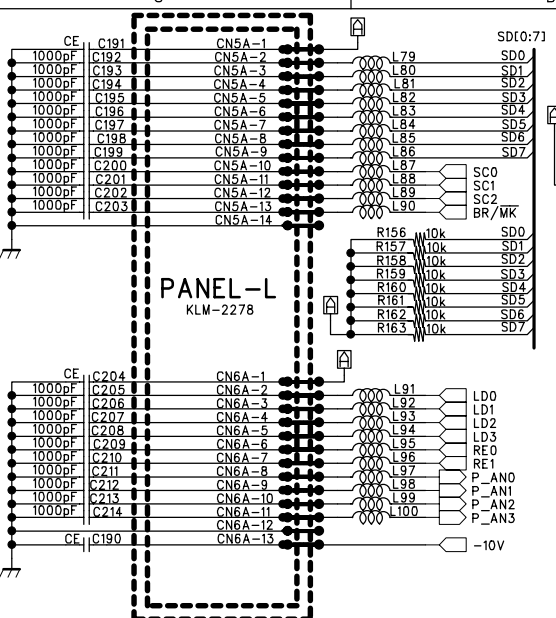 SD[0:7]
CE C191 CN5A-1
1000pF C192 CN5A-2 L79 SD0
1000pF C193 CN5A-3 L80 SD1
1000pF C194 CN5A-4 L81 SD2
1000pF C195 CN5A-5 L82 SD3
1000pF C196 CN5A-6 L83 SD4
1000pF C197 CN5A-7 L84 SD5
1000pF C198 CN5A-8 L85 SD6
1000pF C199 CN5A-9 L86 SD7
1000pF C200 CN5A-10 L87 SC0
1000pF C201 CN5A-11 L88 SC1
1000pF C202 CN5A-12 L89 SC2
1000pF C203 CN5A-13 L90 BR/MK
CN5A-14
A
R156 10k SD0
R157 10k SD1
R158 10k SD2
R159 10k SD3
R160 10k SD4
R161 10k SD5
R162 10k SD6
R163 10k SD7
A
PANEL-L
KLM-2278
A
CE C204 CN6A-1
1000pF C205 CN6A-2 L91 LD0
1000pF C206 CN6A-3 L92 LD1
1000pF C207 CN6A-4 L93 LD2
1000pF C208 CN6A-5 L94 LD3
1000pF C209 CN6A-6 L95 RE0
1000pF C210 CN6A-7 L96 RE1
1000pF C211 CN6A-8 L97 P_AN0
1000pF C212 CN6A-9 L98 P_AN1
1000pF C213 CN6A-10 L99 P_AN2
1000pF C214 CN6A-11 L100 P_AN3
CN6A-12
CE C190 CN6A-13 -10V